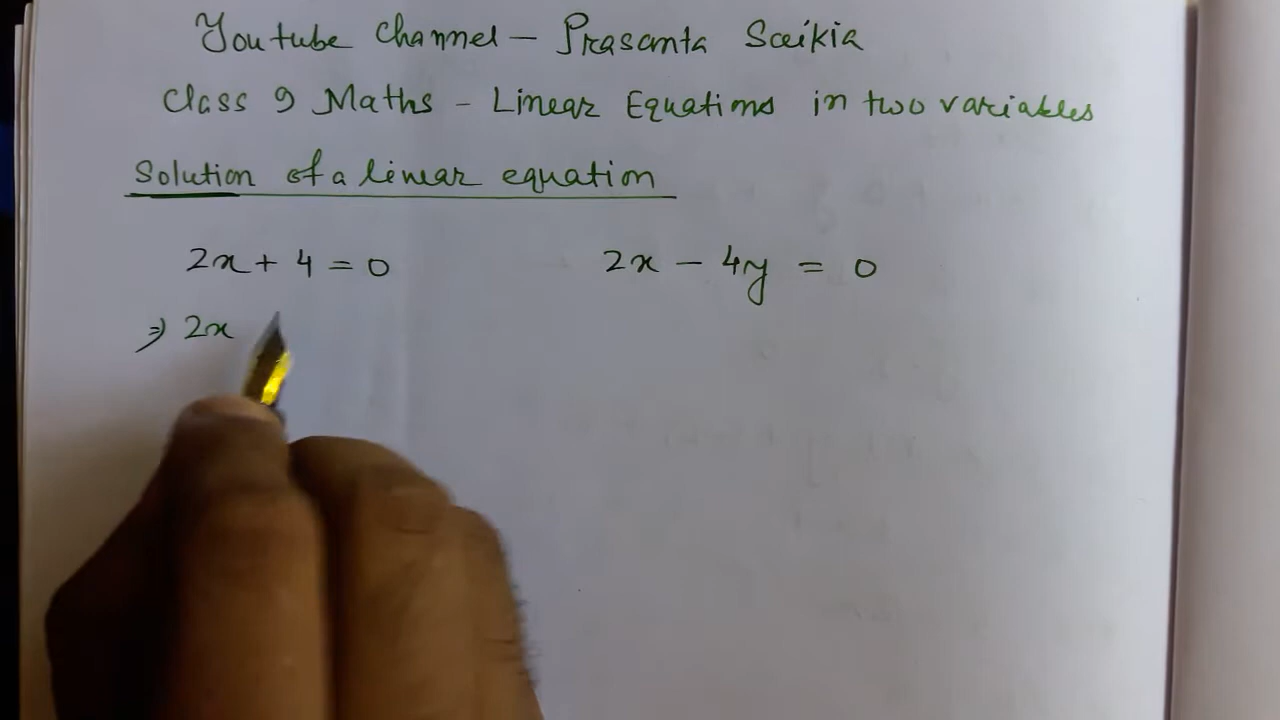 Youtube Channel – Prasanta Saikia
Class 9 Maths – Linear Equations in two variables
Solution of a linear equation
2x + 4 = 0 2x – 4y = 0
⇒ 2x